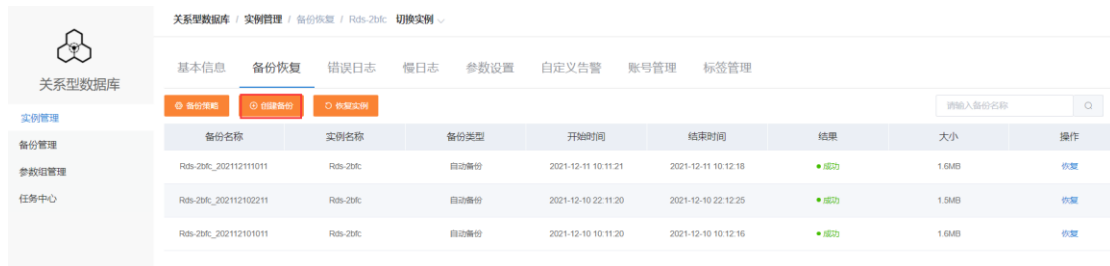 关系型数据库 / 实例管理 / 备份恢复 / Rds-2bfc 切换实例
关系型数据库
实例管理
备份管理
参数组管理
任务中心
基本信息 备份恢复 错误日志 慢日志 参数设置 自定义告警 账号管理 标签管理
备份策略 创建备份 恢复实例 请输入备份名称
备份名称 实例名称 备份类型 开始时间 结束时间 结果 大小 操作
Rds-2bfc_202112111011 Rds-2bfc 自动备份 2021-12-11 10:11:21 2021-12-11 10:12:18 成功 1.6MB 恢复
Rds-2bfc_202112102211 Rds-2bfc 自动备份 2021-12-10 22:11:20 2021-12-10 22:12:25 成功 1.5MB 恢复
Rds-2bfc_202112101011 Rds-2bfc 自动备份 2021-12-10 10:11:20 2021-12-10 10:12:16 成功 1.6MB 恢复